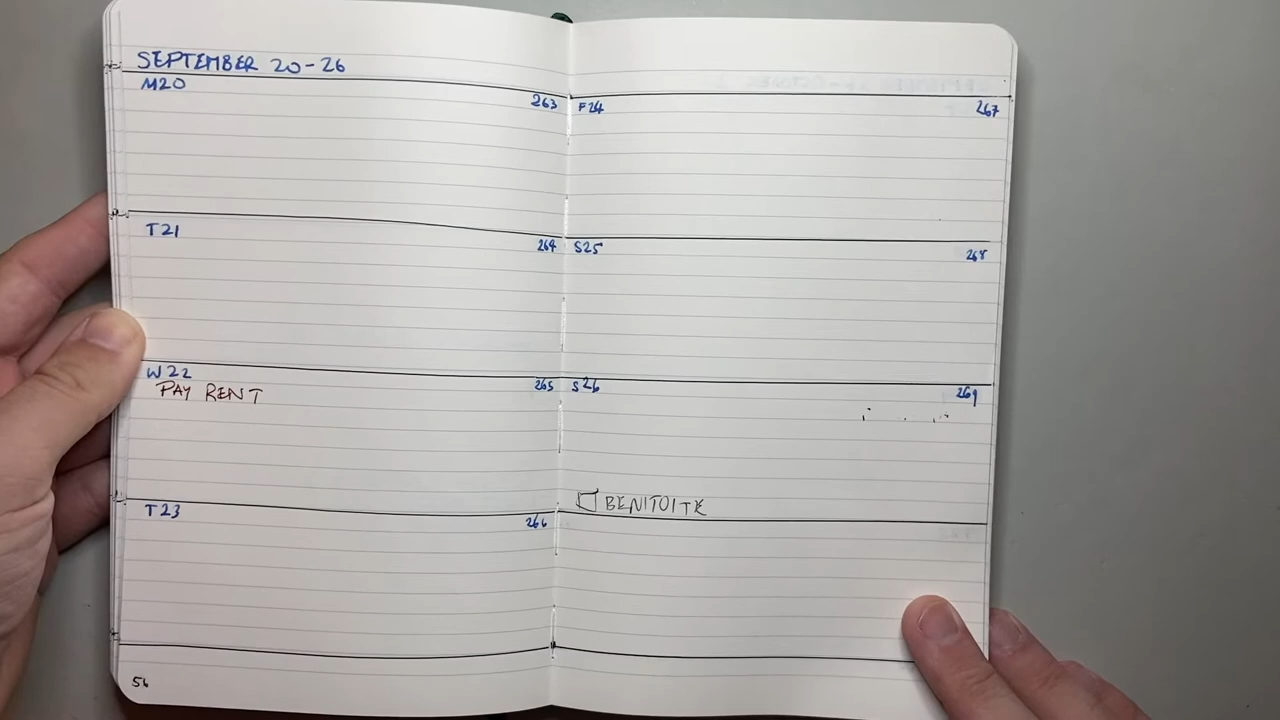 SEPTEMBER 20-26
M20
263
T21
264
W22
265
PAY RENT
T23
266
56
F24
267
S25
268
S26
269
BENITOITE